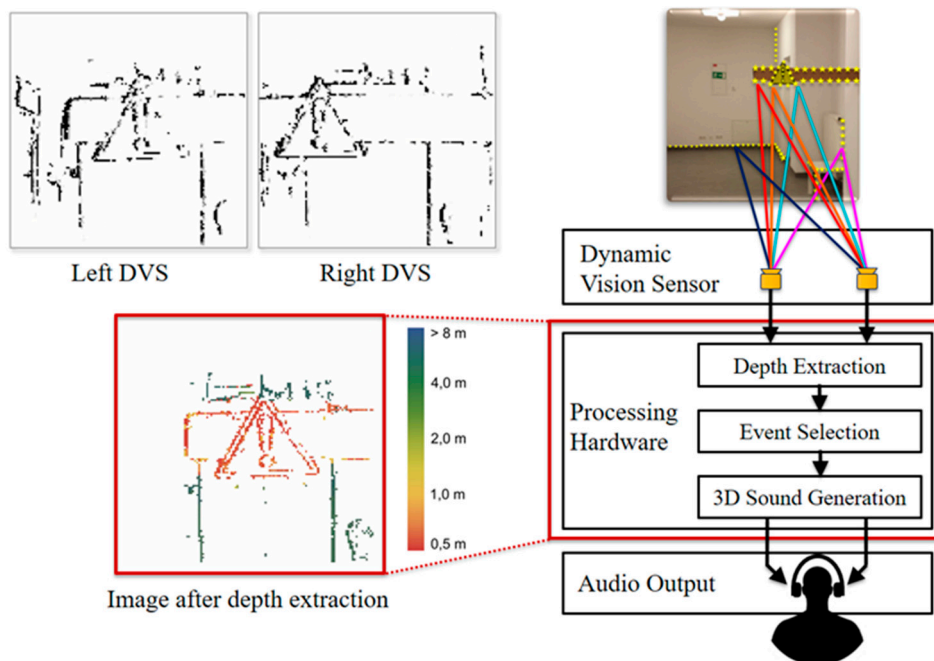 Left DVS
Right DVS
Dynamic
Vision Sensor
> 8 m
4,0 m
2,0 m
1,0 m
0,5 m
Image after depth extraction
Processing
Hardware
Depth Extraction
Event Selection
3D Sound Generation
Audio Output